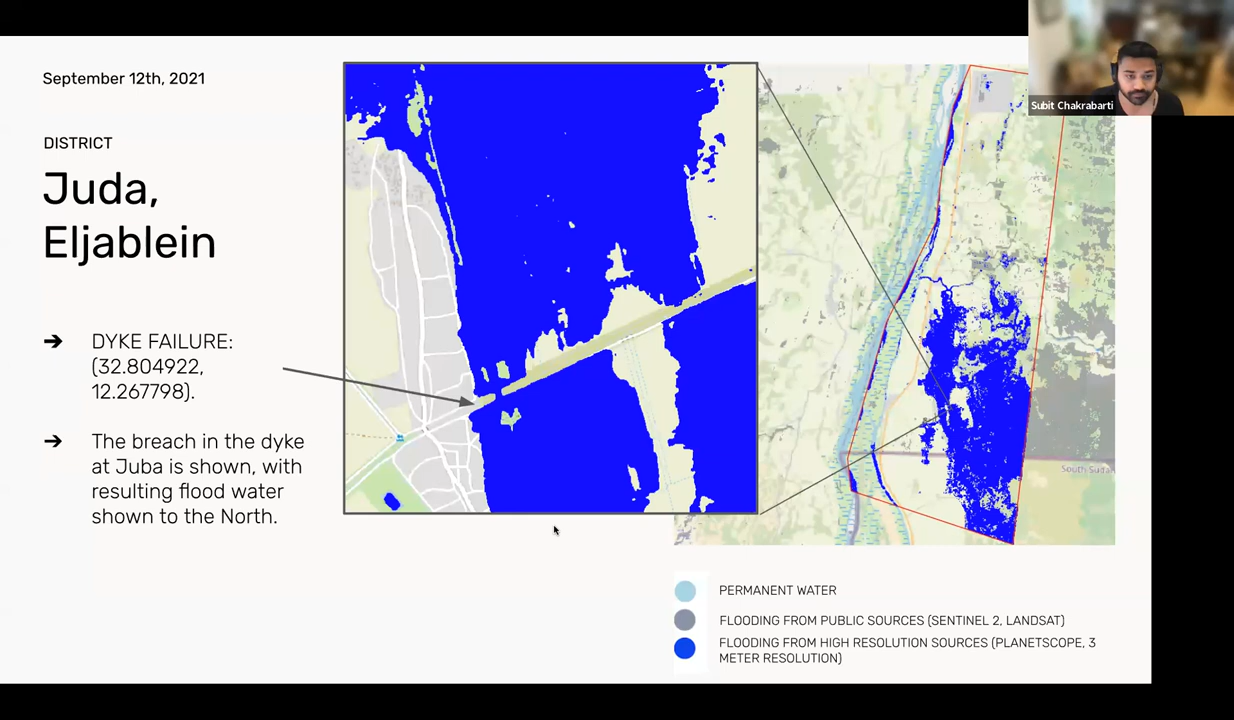 September 12th, 2021
Subit Chakrabarti
DISTRICT
Juda,
Eljablein
➔ DYKE FAILURE:
(32.804922,
12.267798).
➔ The breach in the dyke
at Juba is shown, with
resulting flood water
shown to the North.
South Sudan
PERMANENT WATER
FLOODING FROM PUBLIC SOURCES (SENTINEL 2, LANDSAT)
FLOODING FROM HIGH RESOLUTION SOURCES (PLANETSCOPE, 3
METER RESOLUTION)